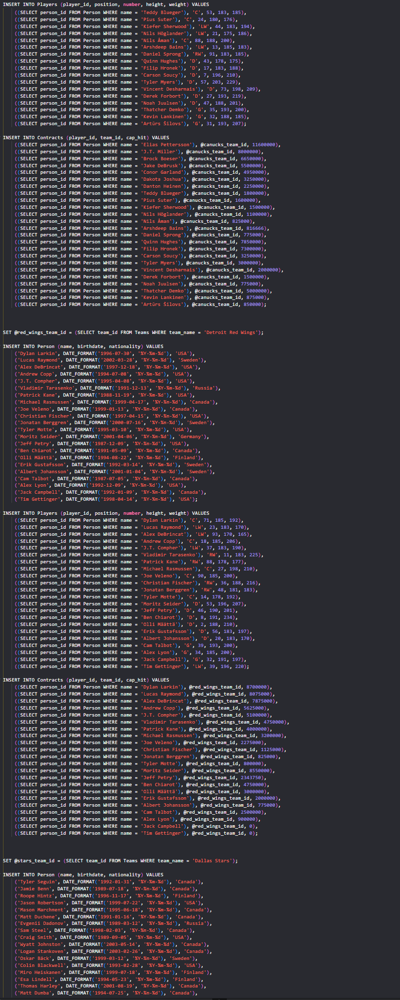 INSERT INTO Players (player_id, position, number, height, weight) VALUES
((SELECT person_id FROM Person WHERE name = 'Teddy Blueger'), 'C', 53, 183, 185),
((SELECT person_id FROM Person WHERE name = 'Pius Suter'), 'C', 24, 180, 176),
((SELECT person_id FROM Person WHERE name = 'Kiefer Sherwood'), 'LW', 44, 183, 194),
((SELECT person_id FROM Person WHERE name = 'Nils Höglander'), 'LW', 21, 175, 186),
((SELECT person_id FROM Person WHERE name = 'Nils Åman'), 'C', 88, 188, 200),
((SELECT person_id FROM Person WHERE name = 'Arshdeep Bains'), 'LW', 13, 185, 183),
((SELECT person_id FROM Person WHERE name = 'Daniel Sprong'), 'RW', 91, 183, 185),
((SELECT person_id FROM Person WHERE name = 'Quinn Hughes'), 'D', 43, 178, 175),
((SELECT person_id FROM Person WHERE name = 'Filip Hronek'), 'D', 17, 183, 188),
((SELECT person_id FROM Person WHERE name = 'Carson Soucy'), 'D', 7, 196, 210),
((SELECT person_id FROM Person WHERE name = 'Tyler Myers'), 'D', 57, 203, 229),
((SELECT person_id FROM Person WHERE name = 'Vincent Desharnais'), 'D', 73, 198, 209),
((SELECT person_id FROM Person WHERE name = 'Derek Forbort'), 'D', 27, 193, 219),
((SELECT person_id FROM Person WHERE name = 'Noah Juulsen'), 'D', 47, 188, 201),
((SELECT person_id FROM Person WHERE name = 'Thatcher Demko'), 'G', 35, 193, 200),
((SELECT person_id FROM Person WHERE name = 'Kevin Lankinen'), 'G', 32, 188, 185),
((SELECT person_id FROM Person WHERE name = 'Artūrs Šilovs'), 'G', 31, 193, 207);
INSERT INTO Contracts (player_id, team_id, cap_hit) VALUES
((SELECT person_id FROM Person WHERE name = 'Elias Pettersson'), @canucks_team_id, 11600000),
((SELECT person_id FROM Person WHERE name = 'J.T. Miller'), @canucks_team_id, 8000000),
((SELECT person_id FROM Person WHERE name = 'Brock Boeser'), @canucks_team_id, 6650000),
((SELECT person_id FROM Person WHERE name = 'Jake DeBrusk'), @canucks_team_id, 5500000),
((SELECT person_id FROM Person WHERE name = 'Conor Garland'), @canucks_team_id, 4950000),
((SELECT person_id FROM Person WHERE name = 'Dakota Joshua'), @canucks_team_id, 3250000),
((SELECT person_id FROM Person WHERE name = 'Danton Heinen'), @canucks_team_id, 2250000),
((SELECT person_id FROM Person WHERE name = 'Teddy Blueger'), @canucks_team_id, 1800000),
((SELECT person_id FROM Person WHERE name = 'Pius Suter'), @canucks_team_id, 1600000),
((SELECT person_id FROM Person WHERE name = 'Kiefer Sherwood'), @canucks_team_id, 1500000),
((SELECT person_id FROM Person WHERE name = 'Nils Höglander'), @canucks_team_id, 1100000),
((SELECT person_id FROM Person WHERE name = 'Nils Åman'), @canucks_team_id, 825000),
((SELECT person_id FROM Person WHERE name = 'Arshdeep Bains'), @canucks_team_id, 816666),
((SELECT person_id FROM Person WHERE name = 'Daniel Sprong'), @canucks_team_id, 775000),
((SELECT person_id FROM Person WHERE name = 'Quinn Hughes'), @canucks_team_id, 7850000),
((SELECT person_id FROM Person WHERE name = 'Filip Hronek'), @canucks_team_id, 7300000),
((SELECT person_id FROM Person WHERE name = 'Carson Soucy'), @canucks_team_id, 3250000),
((SELECT person_id FROM Person WHERE name = 'Tyler Myers'), @canucks_team_id, 3000000),
((SELECT person_id FROM Person WHERE name = 'Vincent Desharnais'), @canucks_team_id, 2000000),
((SELECT person_id FROM Person WHERE name = 'Derek Forbort'), @canucks_team_id, 1500000),
((SELECT person_id FROM Person WHERE name = 'Noah Juulsen'), @canucks_team_id, 775000),
((SELECT person_id FROM Person WHERE name = 'Thatcher Demko'), @canucks_team_id, 5000000),
((SELECT person_id FROM Person WHERE name = 'Kevin Lankinen'), @canucks_team_id, 875000),
((SELECT person_id FROM Person WHERE name = 'Artūrs Šilovs'), @canucks_team_id, 850000);
SET @red_wings_team_id = (SELECT team_id FROM Teams WHERE team_name = 'Detroit Red Wings');
INSERT INTO Person (name, birthdate, nationality) VALUES
('Dylan Larkin', DATE_FORMAT('1996-07-30', '%Y-%m-%d'), 'USA'),
('Lucas Raymond', DATE_FORMAT('2002-03-28', '%Y-%m-%d'), 'Sweden'),
('Alex DeBrincat', DATE_FORMAT('1997-12-18', '%Y-%m-%d'), 'USA'),
('Andrew Copp', DATE_FORMAT('1994-07-08', '%Y-%m-%d'), 'USA'),
('J.T. Compher', DATE_FORMAT('1995-04-08', '%Y-%m-%d'), 'USA'),
('Vladimir Tarasenko', DATE_FORMAT('1991-12-13', '%Y-%m-%d'), 'Russia'),
('Patrick Kane', DATE_FORMAT('1988-11-19', '%Y-%m-%d'), 'USA'),
('Michael Rasmussen', DATE_FORMAT('1999-04-17', '%Y-%m-%d'), 'Canada'),
('Joe Veleno', DATE_FORMAT('1999-01-13', '%Y-%m-%d'), 'Canada'),
('Christian Fischer', DATE_FORMAT('1997-04-15', '%Y-%m-%d'), 'USA'),
('Jonatan Berggren', DATE_FORMAT('2000-07-16', '%Y-%m-%d'), 'Sweden'),
('Tyler Motte', DATE_FORMAT('1995-03-10', '%Y-%m-%d'), 'USA'),
('Moritz Seider', DATE_FORMAT('2001-04-06', '%Y-%m-%d'), 'Germany'),
('Jeff Petry', DATE_FORMAT('1987-12-09', '%Y-%m-%d'), 'USA'),
('Ben Chiarot', DATE_FORMAT('1991-05-09', '%Y-%m-%d'), 'Canada'),
('Olli Määttä', DATE_FORMAT('1994-08-22', '%Y-%m-%d'), 'Finland'),
('Erik Gustafsson', DATE_FORMAT('1992-03-14', '%Y-%m-%d'), 'Sweden'),
('Albert Johansson', DATE_FORMAT('2001-01-04', '%Y-%m-%d'), 'Sweden'),
('Cam Talbot', DATE_FORMAT('1987-07-05', '%Y-%m-%d'), 'Canada'),
('Alex Lyon', DATE_FORMAT('1992-12-09', '%Y-%m-%d'), 'USA'),
('Jack Campbell', DATE_FORMAT('1992-01-09', '%Y-%m-%d'), 'Canada'),
('Tim Gettinger', DATE_FORMAT('1998-04-14', '%Y-%m-%d'), 'USA');
INSERT INTO Players (player_id, position, number, height, weight) VALUES
((SELECT person_id FROM Person WHERE name = 'Dylan Larkin'), 'C', 71, 185, 192),
((SELECT person_id FROM Person WHERE name = 'Lucas Raymond'), 'LW', 23, 183, 170),
((SELECT person_id FROM Person WHERE name = 'Alex DeBrincat'), 'LW', 93, 170, 165),
((SELECT person_id FROM Person WHERE name = 'Andrew Copp'), 'C', 18, 185, 206),
((SELECT person_id FROM Person WHERE name = 'J.T. Compher'), 'LW', 37, 183, 190),
((SELECT person_id FROM Person WHERE name = 'Vladimir Tarasenko'), 'RW', 11, 183, 225),
((SELECT person_id FROM Person WHERE name = 'Patrick Kane'), 'RW', 88, 178, 177),
((SELECT person_id FROM Person WHERE name = 'Michael Rasmussen'), 'C', 27, 198, 210),
((SELECT person_id FROM Person WHERE name = 'Joe Veleno'), 'C', 90, 185, 200),
((SELECT person_id FROM Person WHERE name = 'Christian Fischer'), 'RW', 36, 188, 216),
((SELECT person_id FROM Person WHERE name = 'Jonatan Berggren'), 'RW', 48, 181, 183),
((SELECT person_id FROM Person WHERE name = 'Tyler Motte'), 'C', 14, 178, 192),
((SELECT person_id FROM Person WHERE name = 'Moritz Seider'), 'D', 53, 196, 207),
((SELECT person_id FROM Person WHERE name = 'Jeff Petry'), 'D', 46, 190, 201),
((SELECT person_id FROM Person WHERE name = 'Ben Chiarot'), 'D', 8, 191, 234),
((SELECT person_id FROM Person WHERE name = 'Olli Määttä'), 'D', 2, 188, 210),
((SELECT person_id FROM Person WHERE name = 'Erik Gustafsson'), 'D', 56, 183, 197),
((SELECT person_id FROM Person WHERE name = 'Albert Johansson'), 'D', 20, 183, 170),
((SELECT person_id FROM Person WHERE name = 'Cam Talbot'), 'G', 39, 193, 200),
((SELECT person_id FROM Person WHERE name = 'Alex Lyon'), 'G', 34, 185, 200),
((SELECT person_id FROM Person WHERE name = 'Jack Campbell'), 'G', 32, 191, 197),
((SELECT person_id FROM Person WHERE name = 'Tim Gettinger'), 'LW', 39, 196, 220);
INSERT INTO Contracts (player_id, team_id, cap_hit) VALUES
((SELECT person_id FROM Person WHERE name = 'Dylan Larkin'), @red_wings_team_id, 8700000),
((SELECT person_id FROM Person WHERE name = 'Lucas Raymond'), @red_wings_team_id, 8075000),
((SELECT person_id FROM Person WHERE name = 'Alex DeBrincat'), @red_wings_team_id, 7875000),
((SELECT person_id FROM Person WHERE name = 'Andrew Copp'), @red_wings_team_id, 5625000),
((SELECT person_id FROM Person WHERE name = 'J.T. Compher'), @red_wings_team_id, 5100000),
((SELECT person_id FROM Person WHERE name = 'Vladimir Tarasenko'), @red_wings_team_id, 4750000),
((SELECT person_id FROM Person WHERE name = 'Patrick Kane'), @red_wings_team_id, 4000000),
((SELECT person_id FROM Person WHERE name = 'Michael Rasmussen'), @red_wings_team_id, 3200000),
((SELECT person_id FROM Person WHERE name = 'Joe Veleno'), @red_wings_team_id, 2275000),
((SELECT person_id FROM Person WHERE name = 'Christian Fischer'), @red_wings_team_id, 1125000),
((SELECT person_id FROM Person WHERE name = 'Jonatan Berggren'), @red_wings_team_id, 825000),
((SELECT person_id FROM Person WHERE name = 'Tyler Motte'), @red_wings_team_id, 800000),
((SELECT person_id FROM Person WHERE name = 'Moritz Seider'), @red_wings_team_id, 8550000),
((SELECT person_id FROM Person WHERE name = 'Jeff Petry'), @red_wings_team_id, 2343750),
((SELECT person_id FROM Person WHERE name = 'Ben Chiarot'), @red_wings_team_id, 4750000),
((SELECT person_id FROM Person WHERE name = 'Olli Määttä'), @red_wings_team_id, 3000000),
((SELECT person_id FROM Person WHERE name = 'Erik Gustafsson'), @red_wings_team_id, 2000000),
((SELECT person_id FROM Person WHERE name = 'Albert Johansson'), @red_wings_team_id, 775000),
((SELECT person_id FROM Person WHERE name = 'Cam Talbot'), @red_wings_team_id, 2500000),
((SELECT person_id FROM Person WHERE name = 'Alex Lyon'), @red_wings_team_id, 900000),
((SELECT person_id FROM Person WHERE name = 'Jack Campbell'), @red_wings_team_id, 0),
((SELECT person_id FROM Person WHERE name = 'Tim Gettinger'), @red_wings_team_id, 0);
SET @stars_team_id = (SELECT team_id FROM Teams WHERE team_name = 'Dallas Stars');
INSERT INTO Person (name, birthdate, nationality) VALUES
('Tyler Seguin', DATE_FORMAT('1992-01-31', '%Y-%m-%d'), 'Canada'),
('Jamie Benn', DATE_FORMAT('1989-07-18', '%Y-%m-%d'), 'Canada'),
('Roope Hintz', DATE_FORMAT('1996-11-17', '%Y-%m-%d'), 'Finland'),
('Jason Robertson', DATE_FORMAT('1999-07-22', '%Y-%m-%d'), 'USA'),
('Mason Marchment', DATE_FORMAT('1995-06-18', '%Y-%m-%d'), 'Canada'),
('Matt Duchene', DATE_FORMAT('1991-01-16', '%Y-%m-%d'), 'Canada'),
('Evgenii Dadonov', DATE_FORMAT('1989-03-12', '%Y-%m-%d'), 'Russia'),
('Sam Steel', DATE_FORMAT('1998-02-03', '%Y-%m-%d'), 'Canada'),
('Craig Smith', DATE_FORMAT('1989-09-05', '%Y-%m-%d'), 'USA'),
('Wyatt Johnston', DATE_FORMAT('2003-05-14', '%Y-%m-%d'), 'Canada'),
('Logan Stankoven', DATE_FORMAT('2003-02-26', '%Y-%m-%d'), 'Canada'),
('Oskar Bäck', DATE_FORMAT('1999-03-12', '%Y-%m-%d'), 'Sweden'),
('Colin Blackwell', DATE_FORMAT('1993-02-28', '%Y-%m-%d'), 'USA'),
('Miro Heiskanen', DATE_FORMAT('1999-07-18', '%Y-%m-%d'), 'Finland'),
('Esa Lindell', DATE_FORMAT('1994-05-23', '%Y-%m-%d'), 'Finland'),
('Thomas Harley', DATE_FORMAT('2001-08-19', '%Y-%m-%d'), 'Canada'),
('Matt Dumba', DATE_FORMAT('1994-07-25', '%Y-%m-%d'), 'Canada'),